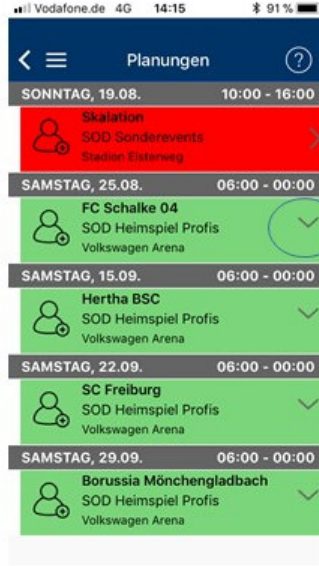 Vodafone.de 4G 14:15 91 %
Planungen ?
SONNTAG, 19.08. 10:00 - 16:00
Skalation
SOD Sonderevents
Stadion Elsterweg
SAMSTAG, 25.08. 06:00 - 00:00
FC Schalke 04
SOD Heimspiel Profis
Volkswagen Arena
SAMSTAG, 15.09. 06:00 - 00:00
Hertha BSC
SOD Heimspiel Profis
Volkswagen Arena
SAMSTAG, 22.09. 06:00 - 00:00
SC Freiburg
SOD Heimspiel Profis
Volkswagen Arena
SAMSTAG, 29.09. 06:00 - 00:00
Borussia Mönchengladbach
SOD Heimspiel Profis
Volkswagen Arena